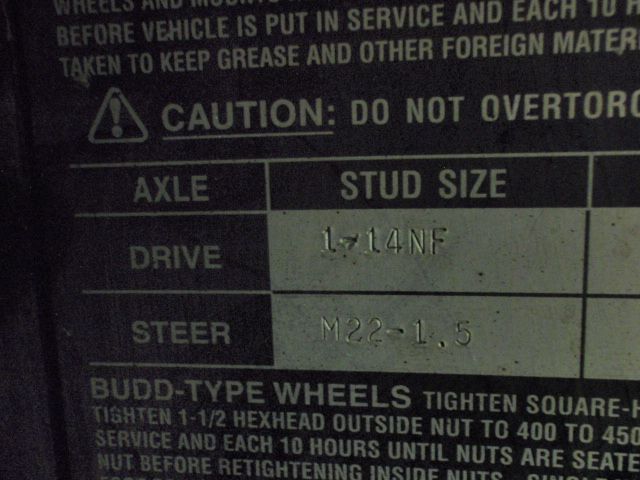 WHEELS AND
BEFORE VEHICLE IS PUT IN SERVICE AND EACH 10
TAKEN TO KEEP GREASE AND OTHER FOREIGN MATER
CAUTION: DO NOT OVERTORQ
AXLE STUD SIZE
DRIVE 1-14NF
STEER M22-1.5
BUDD-TYPE WHEELS TIGHTEN SQUARE-H
TIGHTEN 1-1/2 HEXHEAD OUTSIDE NUT TO 400 TO 450
SERVICE AND EACH 10 HOURS UNTIL NUTS ARE SEATE
NUT BEFORE RETIGHTENING INSIDE NUTS